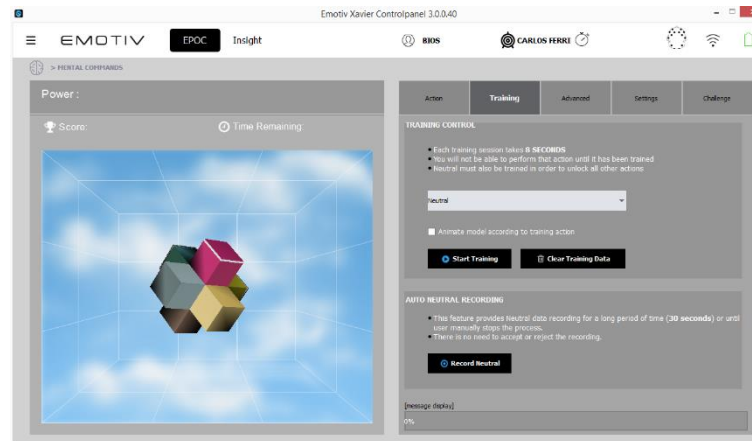 Emotiv Xavier Controlpanel 3.0.0.40
EMOTIV
EPOC
Insight
BIOS
CARLOS FERRI
> MENTAL COMMANDS
Power :
Score:
Time Remaining:
Action
Training
Advanced
Settings
Challenge
TRAINING CONTROL
Each training session takes 8 SECONDS
You will not be able to perform that action until it has been trained
Neutral must also be trained in order to unlock all other actions
Neutral
Animate model according to training action
Start Training
Clear Training Data
AUTO NEUTRAL RECORDING
This feature provides Neutral data recording for a long period of time (30 seconds) or until
user manually stops the process.
There is no need to accept or reject the recording.
Record Neutral
[message display]
0%